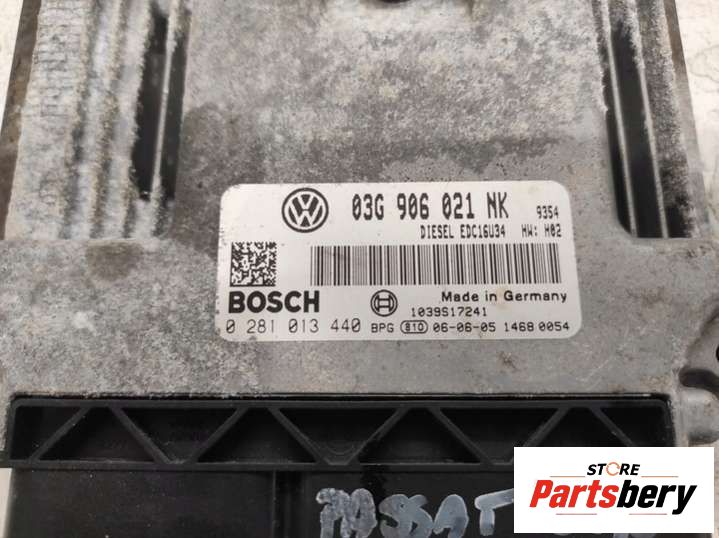 03G 906 021 NK 9354
DIESEL EDC16U34 HW: H02
BOSCH
Made in Germany
1039S17241
0 281 013 440 BPG 810 06-06-05 1468 0054
PASSAT
STORE
Partsbery